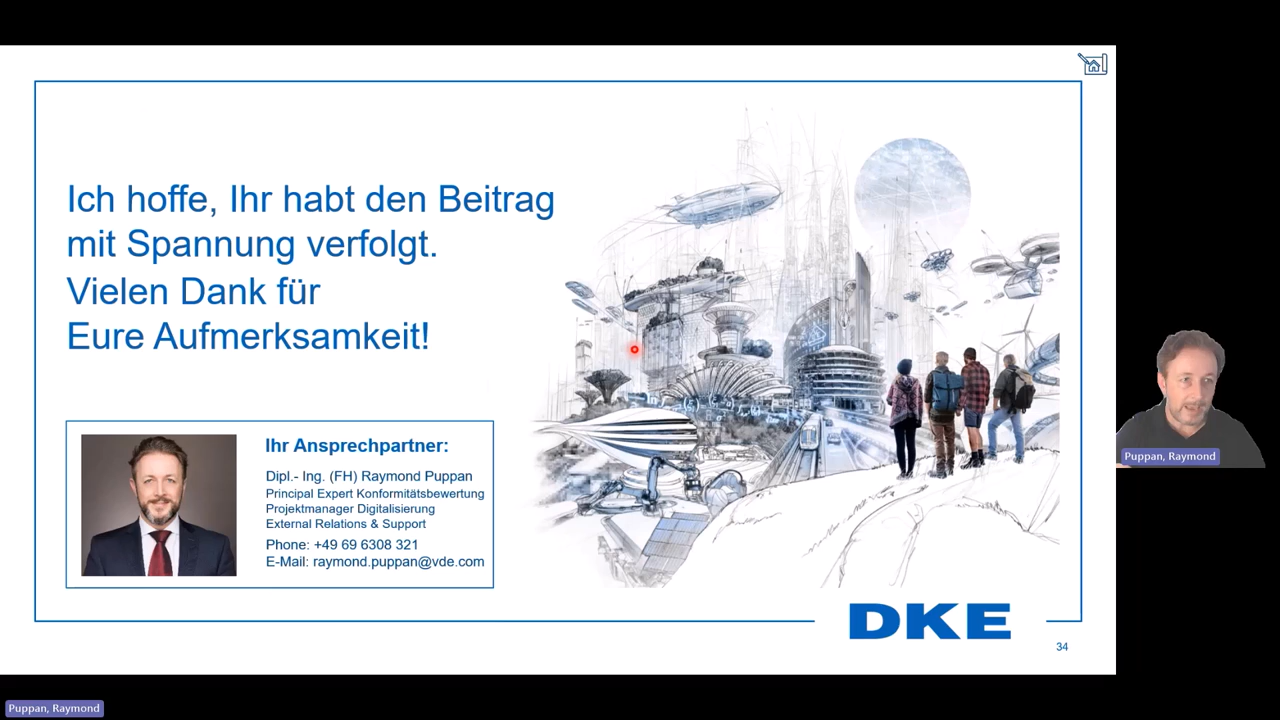 Ich hoffe, Ihr habt den Beitrag
mit Spannung verfolgt.
Vielen Dank für
Eure Aufmerksamkeit!
Ihr Ansprechpartner:
Dipl.- Ing. (FH) Raymond Puppan
Principal Expert Konformitätsbewertung
Projektmanager Digitalisierung
External Relations & Support
Phone: +49 69 6308 321
E-Mail: raymond.puppan@vde.com
DKE
34
Puppan, Raymond
Puppan, Raymond